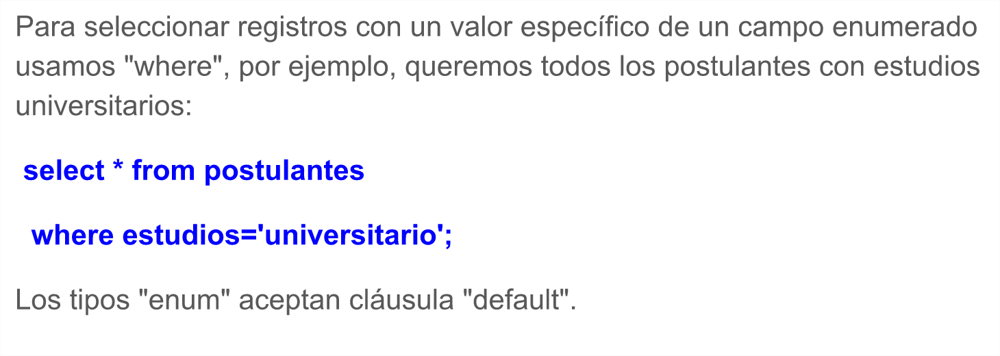 Para seleccionar registros con un valor específico de un campo enumerado
usamos "where", por ejemplo, queremos todos los postulantes con estudios
universitarios:
select * from postulantes
where estudios='universitario';
Los tipos "enum" aceptan cláusula "default".